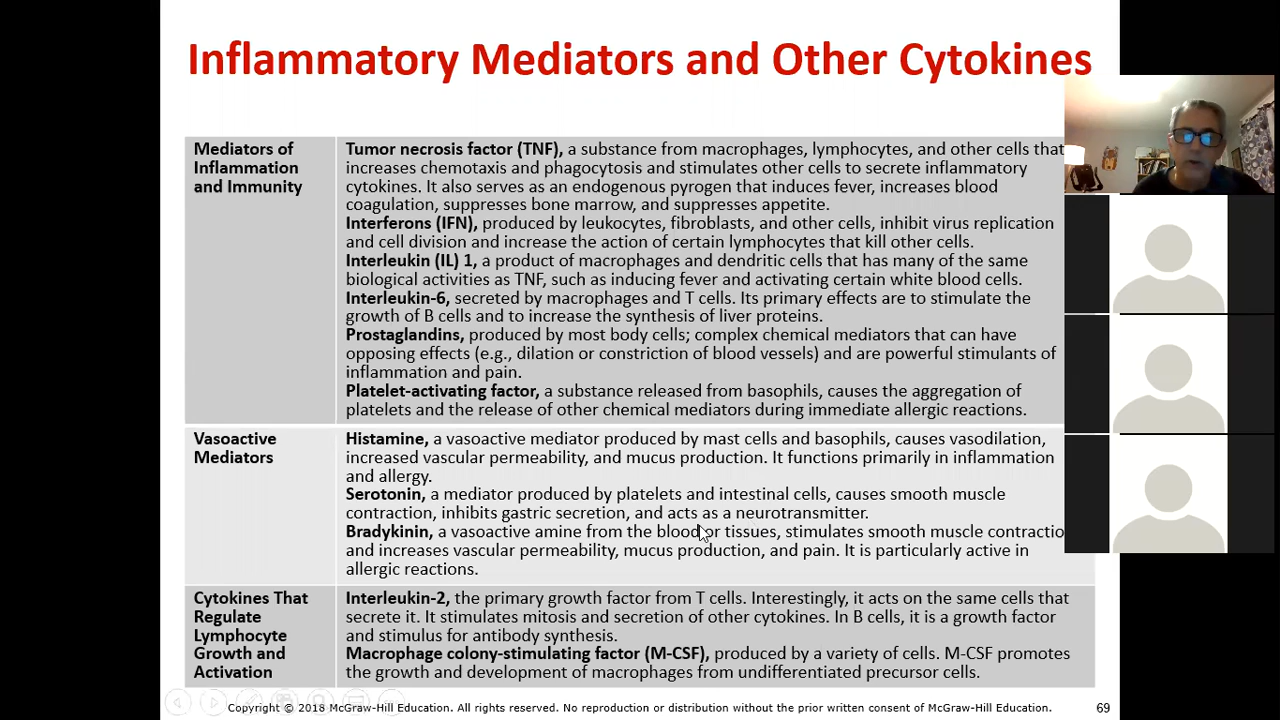 Inflammatory Mediators and Other Cytokines
Mediators of
Inflammation
and Immunity
Tumor necrosis factor (TNF), a substance from macrophages, lymphocytes, and other cells that
increases chemotaxis and phagocytosis and stimulates other cells to secrete inflammatory
cytokines. It also serves as an endogenous pyrogen that induces fever, increases blood
coagulation, suppresses bone marrow, and suppresses appetite.
Interferons (IFN), produced by leukocytes, fibroblasts, and other cells, inhibit virus replication
and cell division and increase the action of certain lymphocytes that kill other cells.
Interleukin (IL) 1, a product of macrophages and dendritic cells that has many of the same
biological activities as TNF, such as inducing fever and activating certain white blood cells.
Interleukin-6, secreted by macrophages and T cells. Its primary effects are to stimulate the
growth of B cells and to increase the synthesis of liver proteins.
Prostaglandins, produced by most body cells; complex chemical mediators that can have
opposing effects (e.g., dilation or constriction of blood vessels) and are powerful stimulants of
inflammation and pain.
Platelet-activating factor, a substance released from basophils, causes the aggregation of
platelets and the release of other chemical mediators during immediate allergic reactions.
Vasoactive
Mediators
Histamine, a vasoactive mediator produced by mast cells and basophils, causes vasodilation,
increased vascular permeability, and mucus production. It functions primarily in inflammation
and allergy.
Serotonin, a mediator produced by platelets and intestinal cells, causes smooth muscle
contraction, inhibits gastric secretion, and acts as a neurotransmitter.
Bradykinin, a vasoactive amine from the blood or tissues, stimulates smooth muscle contractio
and increases vascular permeability, mucus production, and pain. It is particularly active in
allergic reactions.
Cytokines That
Regulate
Lymphocyte
Growth and
Activation
Interleukin-2, the primary growth factor from T cells. Interestingly, it acts on the same cells that
secrete it. It stimulates mitosis and secretion of other cytokines. In B cells, it is a growth factor
and stimulus for antibody synthesis.
Macrophage colony-stimulating factor (M-CSF), produced by a variety of cells. M-CSF promotes
the growth and development of macrophages from undifferentiated precursor cells.
Copyright © 2018 McGraw-Hill Education. All rights reserved. No reproduction or distribution without the prior written consent of McGraw-Hill Education.
69